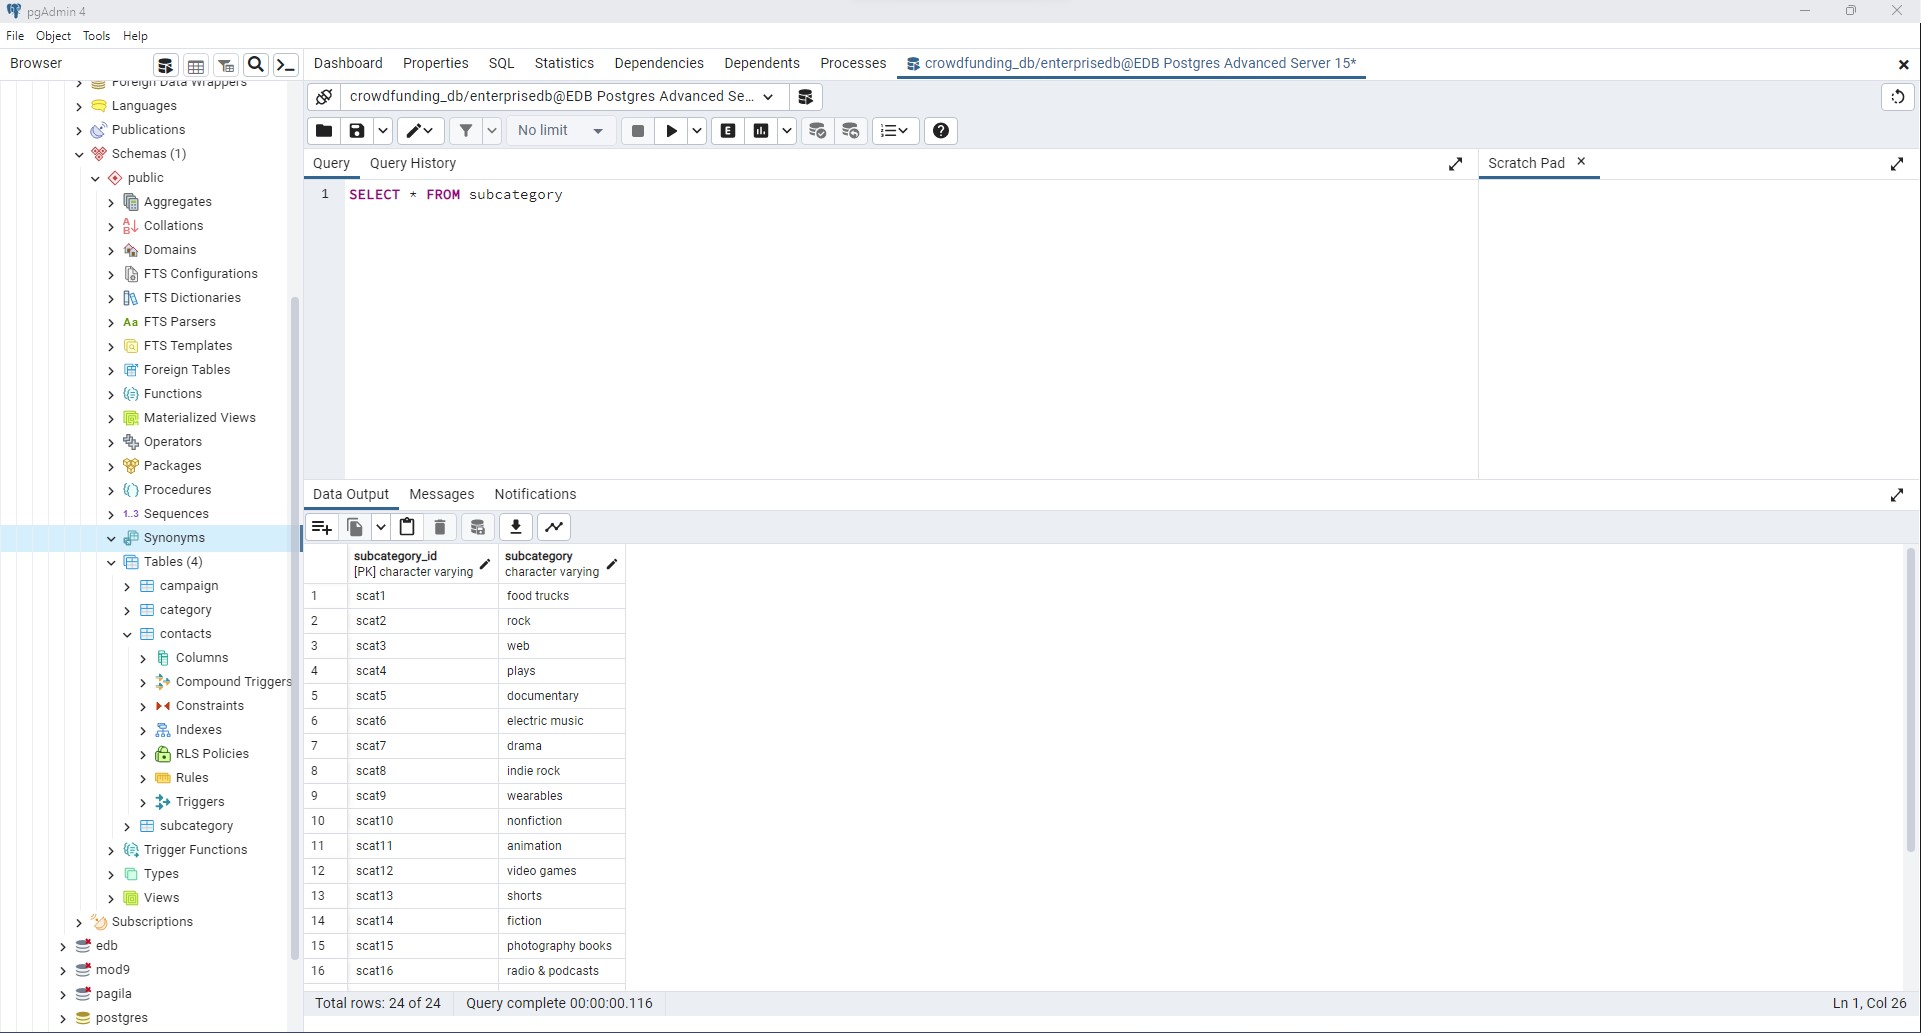 pgAdmin 4
File Object Tools Help
Browser
Dashboard Properties SQL Statistics Dependencies Dependents Processes crowdfunding_db/enterprisedb@EDB Postgres Advanced Server 15*
crowdfunding_db/enterprisedb@EDB Postgres Advanced Se...
No limit
E
Query Query History
Scratch Pad
1 SELECT * FROM subcategory
Foreign Data Wrappers
Languages
Publications
Schemas (1)
public
Aggregates
Collations
Domains
FTS Configurations
FTS Dictionaries
Aa FTS Parsers
FTS Templates
Foreign Tables
Functions
Materialized Views
Operators
Packages
Procedures
1..3 Sequences
Synonyms
Tables (4)
campaign
category
contacts
Columns
Compound Triggers
Constraints
Indexes
RLS Policies
Rules
Triggers
subcategory
Trigger Functions
Types
Views
Subscriptions
edb
mod9
pagila
postgres
Data Output Messages Notifications
subcategory_id subcategory
[PK] character varying character varying
1 scat1 food trucks
2 scat2 rock
3 scat3 web
4 scat4 plays
5 scat5 documentary
6 scat6 electric music
7 scat7 drama
8 scat8 indie rock
9 scat9 wearables
10 scat10 nonfiction
11 scat11 animation
12 scat12 video games
13 scat13 shorts
14 scat14 fiction
15 scat15 photography books
16 scat16 radio & podcasts
Total rows: 24 of 24 Query complete 00:00:00.116 Ln 1, Col 26